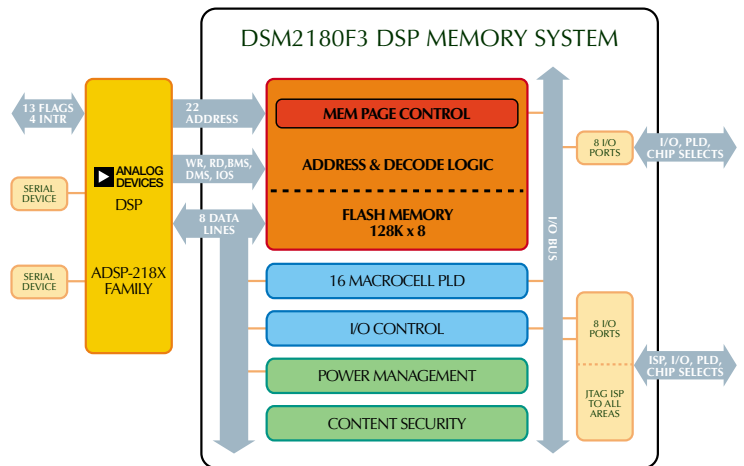 DSM2180F3 DSP MEMORY SYSTEM
13 FLAGS
4 INTR
ANALOG
DEVICES
DSP
ADSP-218X
FAMILY
SERIAL
DEVICE
SERIAL
DEVICE
22
ADDRESS
WR, RD,BMS,
DMS, IOS
8 DATA
LINES
MEM PAGE CONTROL
ADDRESS & DECODE LOGIC
FLASH MEMORY
128K x 8
16 MACROCELL PLD
I/O CONTROL
POWER MANAGEMENT
CONTENT SECURITY
I/O BUS
8 I/O
PORTS
I/O, PLD,
CHIP SELECTS
8 I/O
PORTS
JTAG ISP
TO ALL
AREAS
ISP, I/O, PLD,
CHIP SELECTS